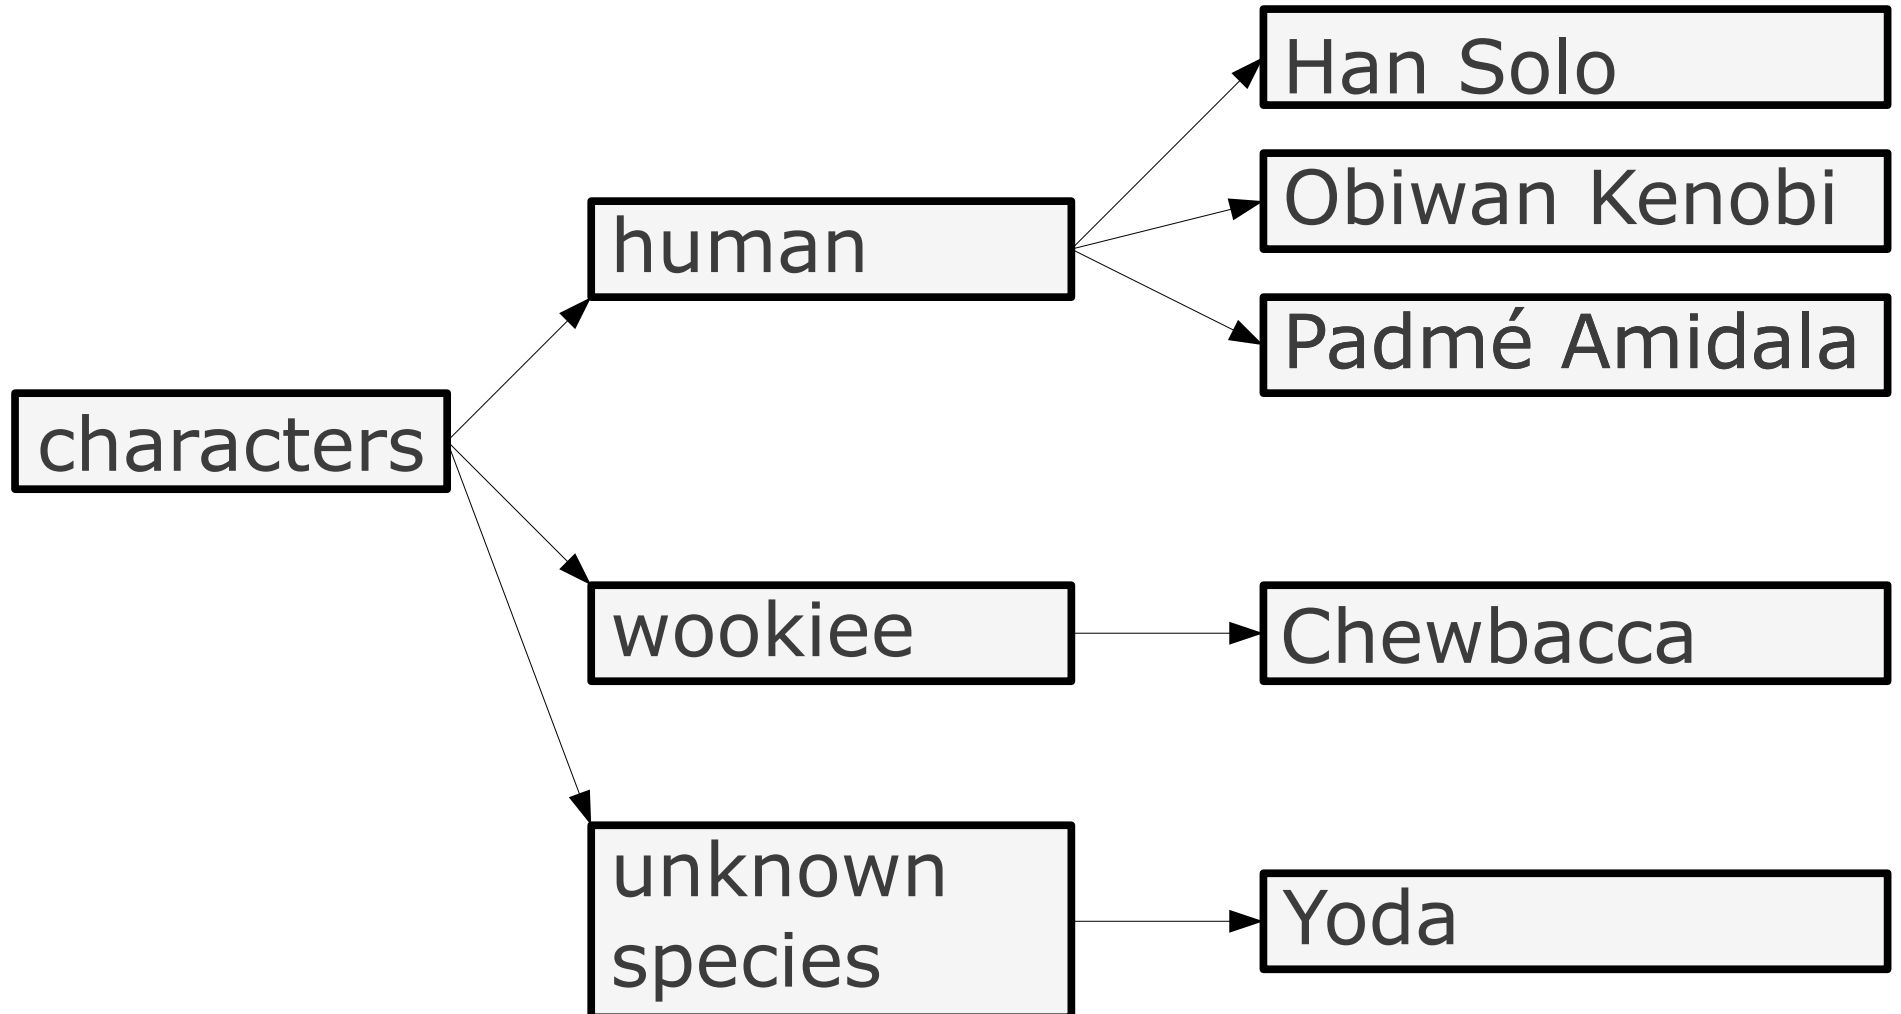 characters
human
Han Solo
Obiwan Kenobi
Padmé Amidala
wookiee
Chewbacca
unknown
species
Yoda